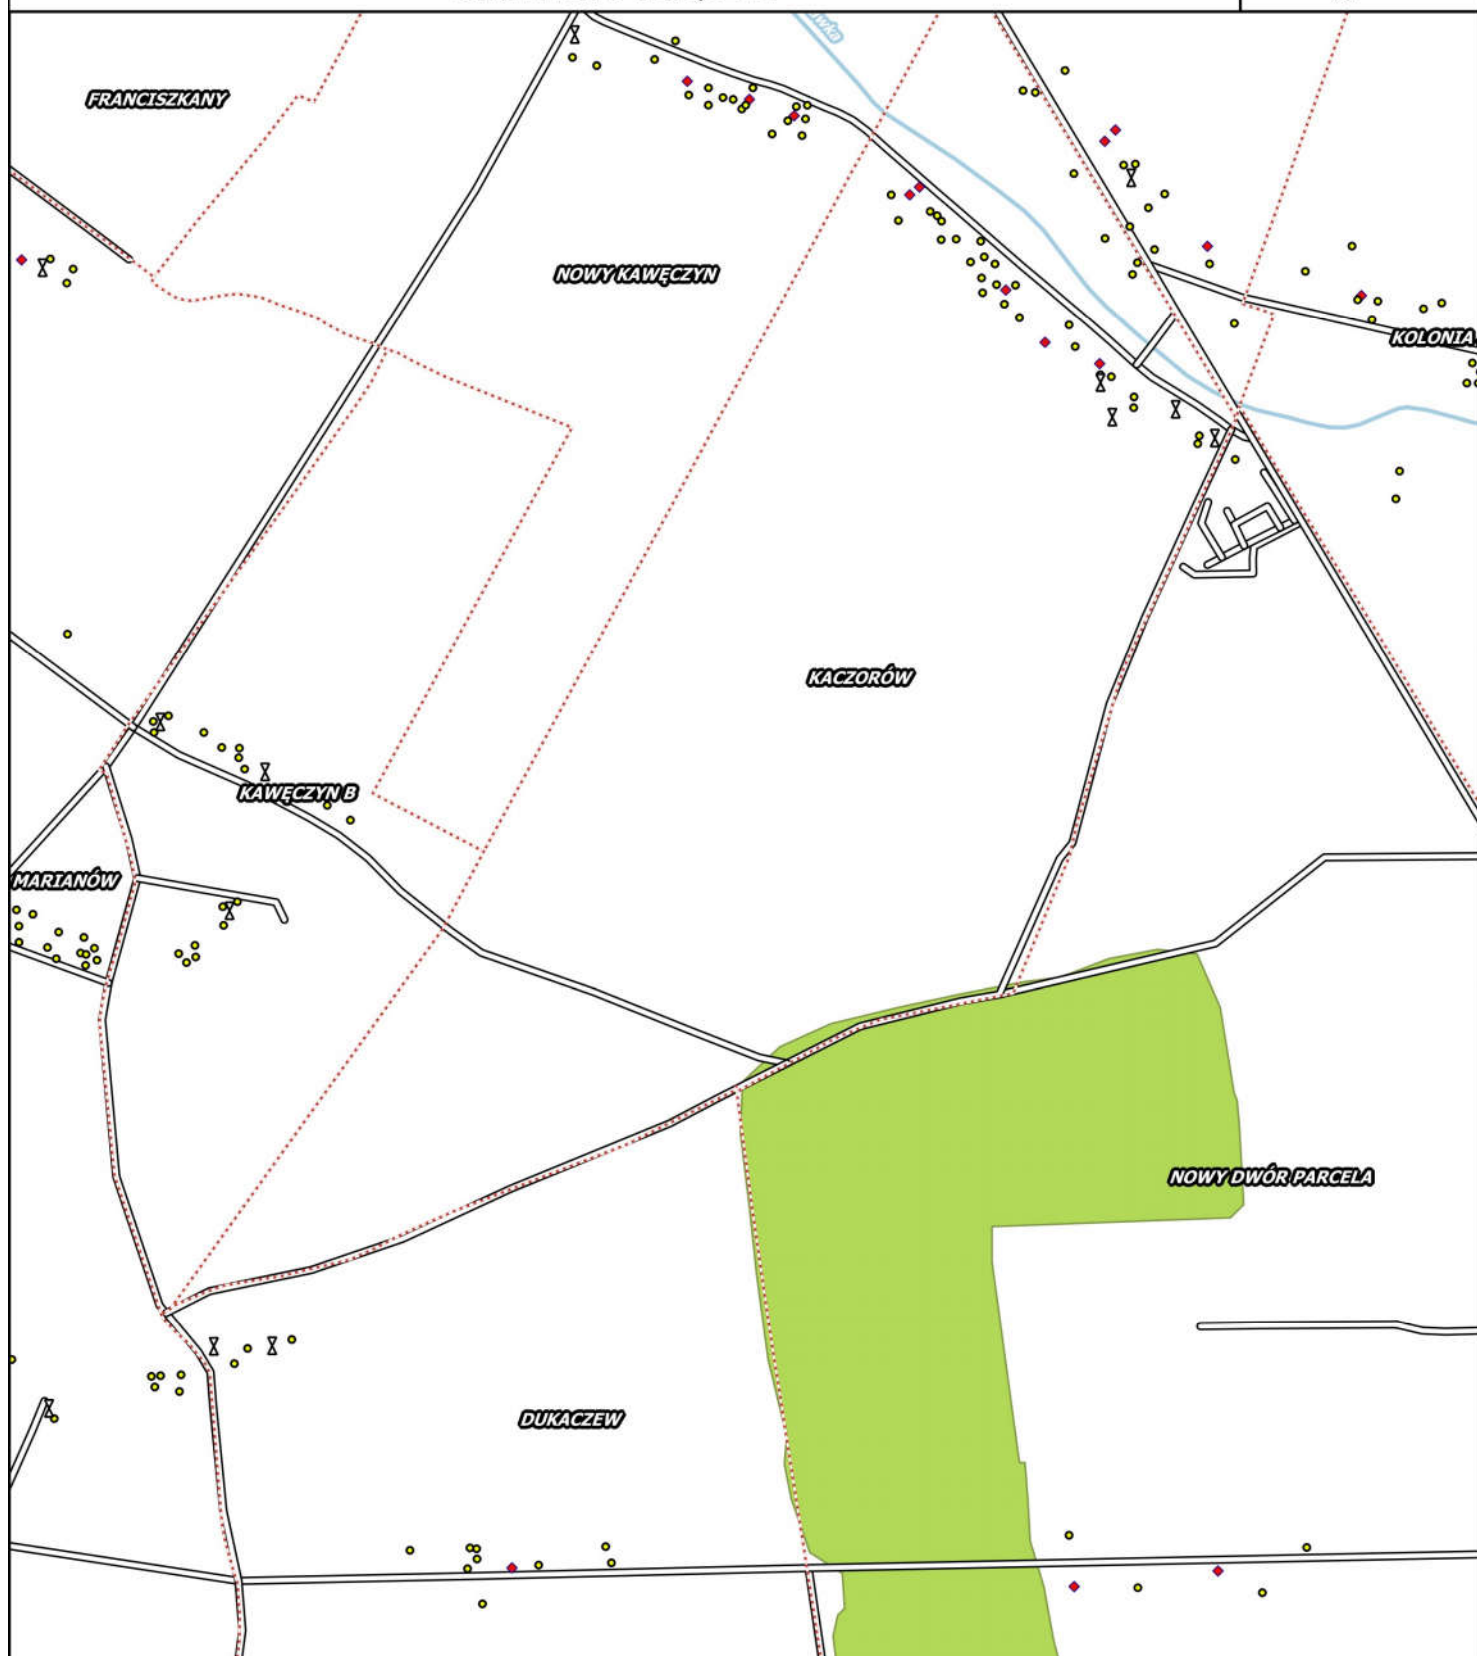 FRANCISZKANY
NOWY KAWĘCZYN
KOLONIA
KACZORÓW
KAWĘCZYN B
MARIANÓW
NOWY DWÓR PARCELA
DUKACZEW